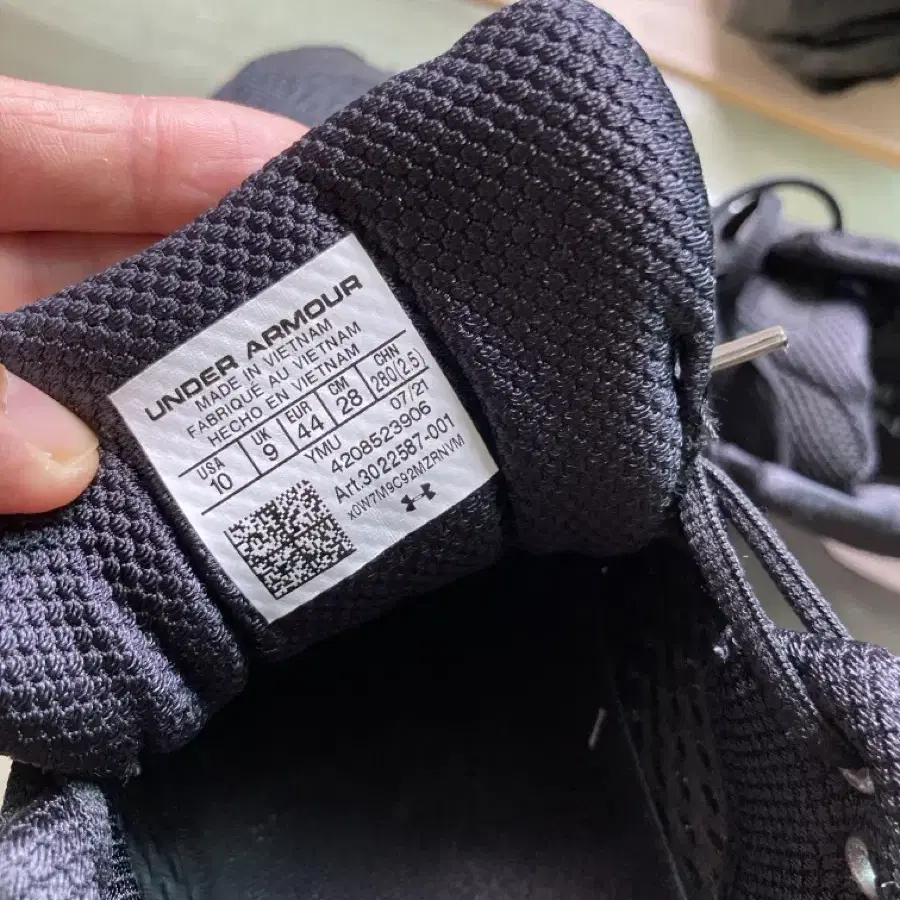 UNDER ARMOUR
MADE IN VIETNAM
FABRIQUE AU VIETNAM
HECHO EN VIETNAM
USA UK EUR CM CHN
10 9 44 28 280(2.5)
YMU 07/21
4208523906
Art.3022587-001
x0W7M9C92MZRNVM